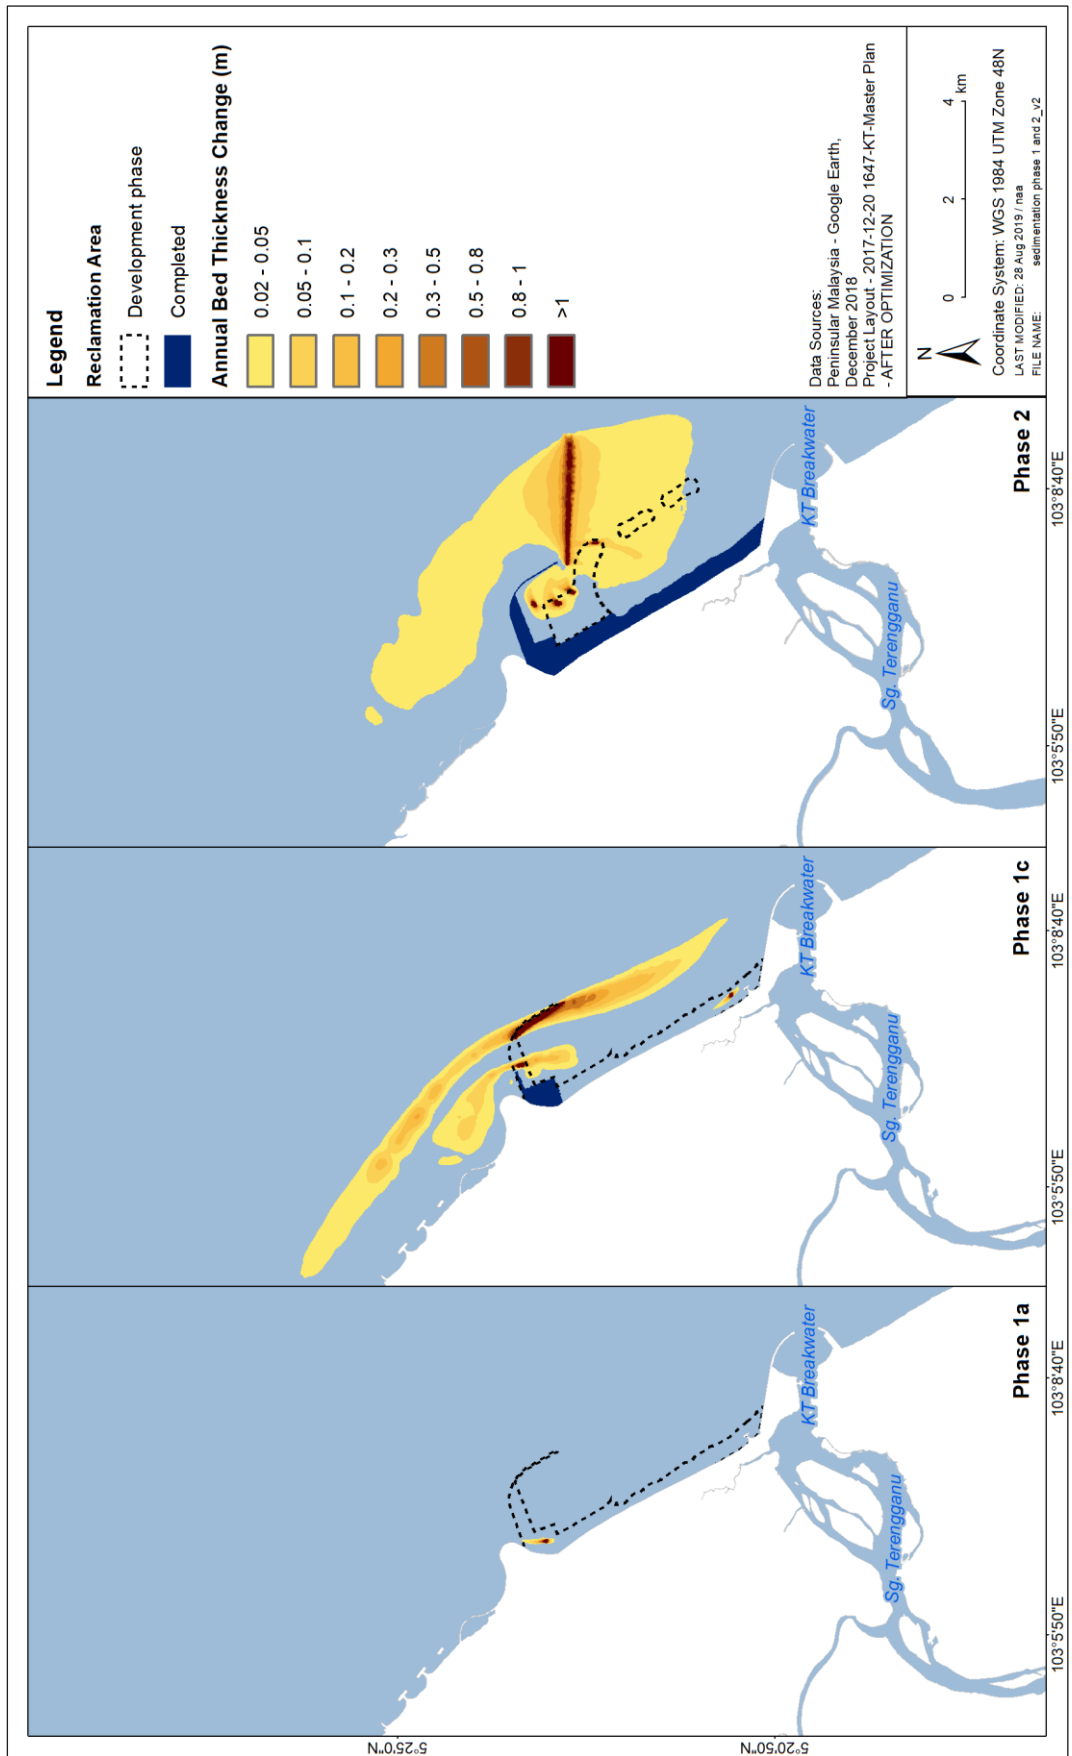 Phase 1a
KT Breakwater
Sg. Terengganu
103°5'50"E
103°8'40"E
5°25'0"N
5°20'50"N
Phase 1c
KT Breakwater
Sg. Terengganu
103°5'50"E
103°8'40"E
Phase 2
KT Breakwater
Sg. Terengganu
103°5'50"E
103°8'40"E
Legend
Reclamation Area
Development phase
Completed
Annual Bed Thickness Change (m)
0.02 - 0.05
0.05 - 0.1
0.1 - 0.2
0.2 - 0.3
0.3 - 0.5
0.5 - 0.8
0.8 - 1
>1
Data Sources:
Peninsular Malaysia - Google Earth,
December 2018
Project Layout - 2017-12-20 1647-KT-Master Plan
- AFTER OPTIMIZATION
N
0 2 4
km
Coordinate System: WGS 1984 UTM Zone 48N
LAST MODIFIED: 28 Aug 2019 / naa
FILE NAME: sedimentation phase 1 and 2_v2